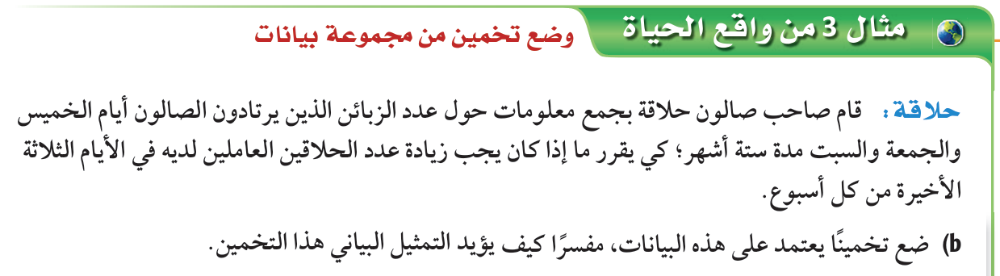 مثال 3 من واقع الحياة وضع تخمين من مجموعة بيانات
حلاقة: قام صاحب صالون حلاقة بجمع معلومات حول عدد الزبائن الذين يرتادون الصالون أيام الخميس
والجمعة والسبت مدة ستة أشهر؛ كي يقرر ما إذا كان يجب زيادة عدد الحلاقين العاملين لديه في الأيام الثلاثة
الأخيرة من كل أسبوع.
b) ضع تخمينًا يعتمد على هذه البيانات، مفسرًا كيف يؤيد التمثيل البياني هذا التخمين.